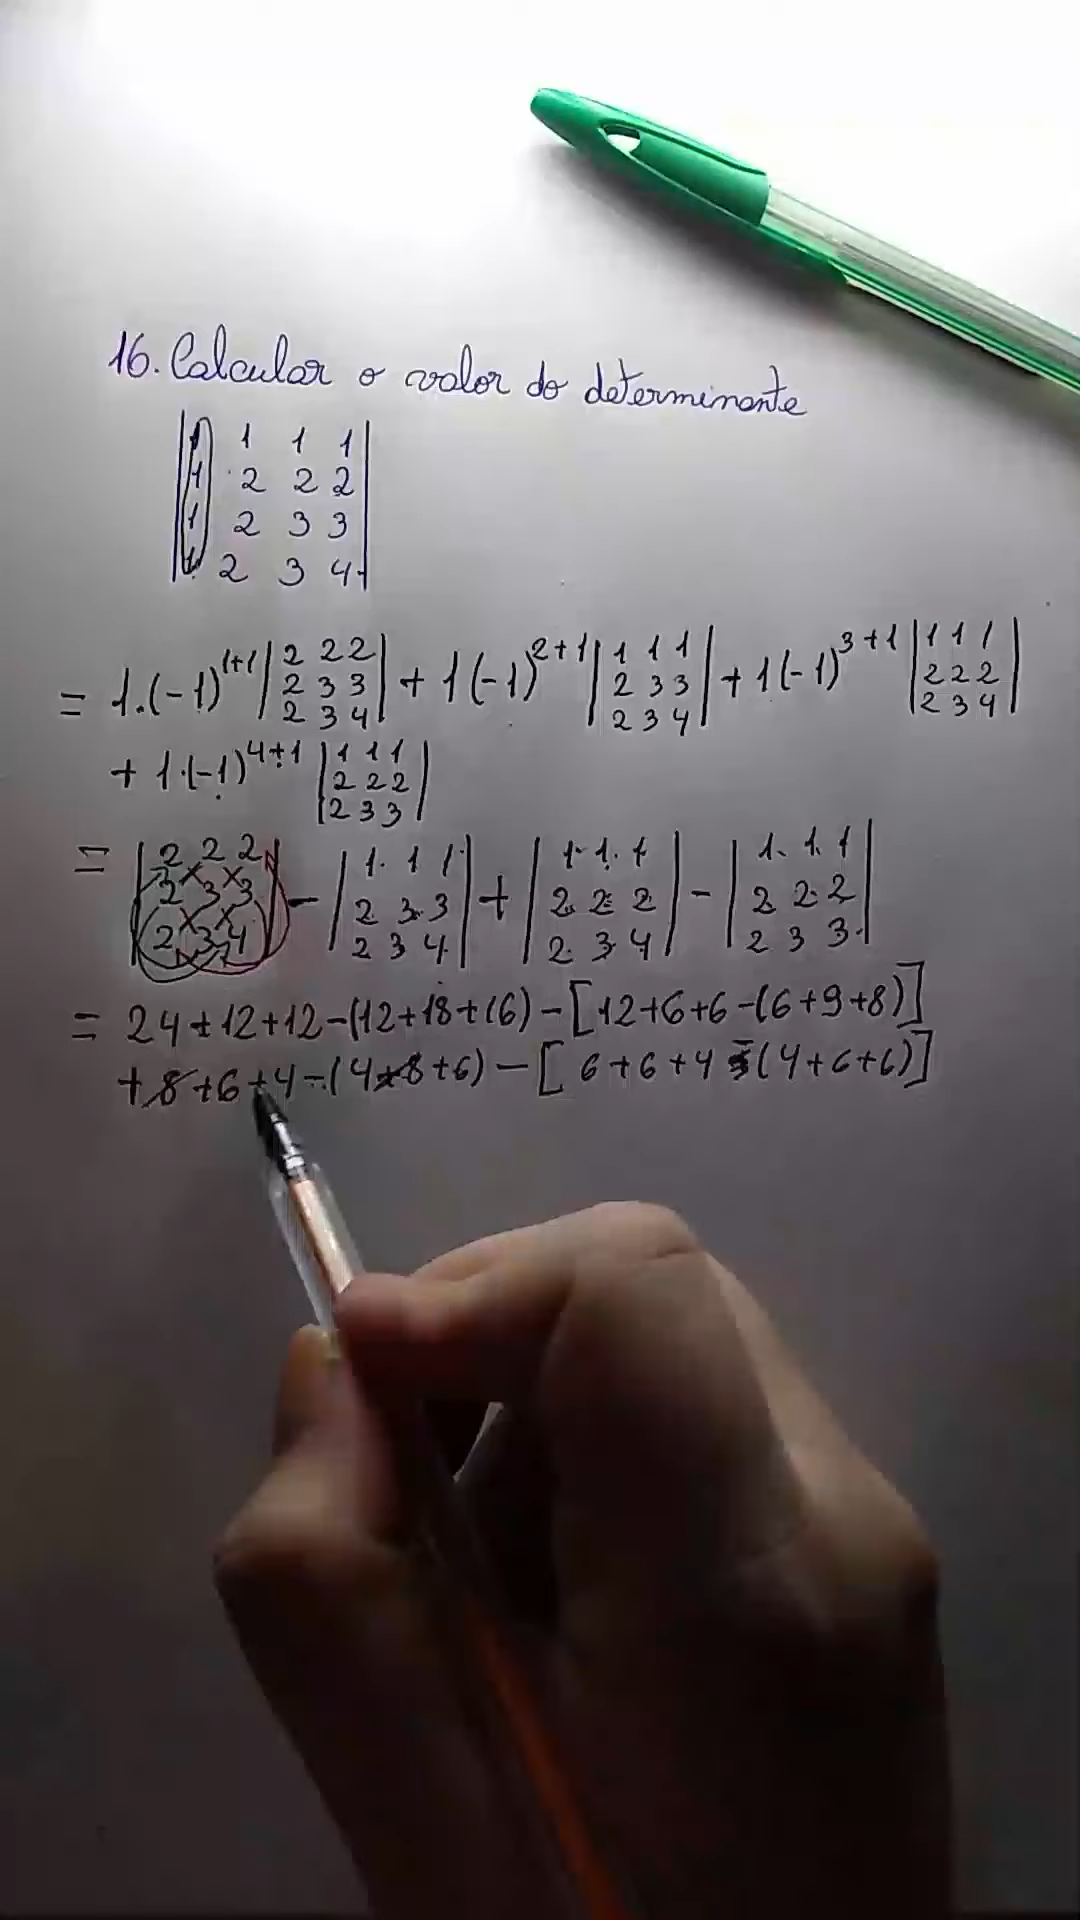 16. Calcular o valor do determinante
1 1 1 1
1 2 2 2
1 2 3 3
1 2 3 4
= 1.(-1)^1+1 |2 2 2| + 1(-1)^2+1 |1 1 1| + 1(-1)^3+1 |1 1 1|
|2 3 3| |2 3 3| |2 2 2|
|2 3 4| |2 3 4| |2 3 4|
+ 1.(-1)^4+1 |1 1 1|
|2 2 2|
|2 3 3|
= |2 2 2| - |1 1 1| + |1 1 1| - |1 1 1|
|2 3 3| |2 3 3| |2 2 2| |2 2 2|
|2 3 4| |2 3 4| |2 3 4| |2 3 3|
= 24+12+12-(12+18+16)-[12+6+6-(6+9+8)]
+8+6+4-(4+8+6)-[6+6+4-(4+6+6)]